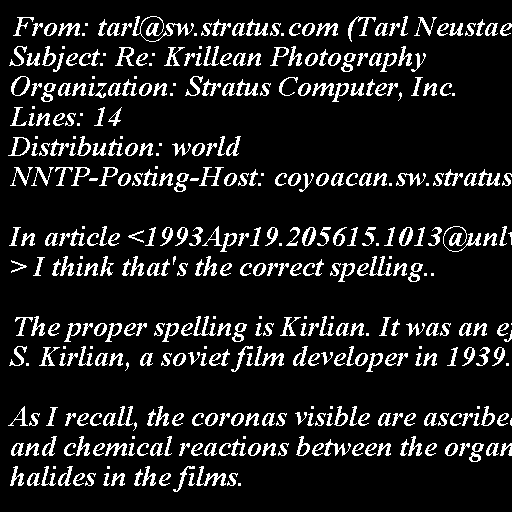 From: tarl@sw.stratus.com (Tarl Neustae
Subject: Re: Krillean Photography
Organization: Stratus Computer, Inc.
Lines: 14
Distribution: world
NNTP-Posting-Host: coyoacan.sw.stratus
In article <1993Apr19.205615.1013@unlv
> I think that's the correct spelling..
The proper spelling is Kirlian. It was an ef
S. Kirlian, a soviet film developer in 1939.
As I recall, the coronas visible are ascribed
and chemical reactions between the organ
halides in the films.